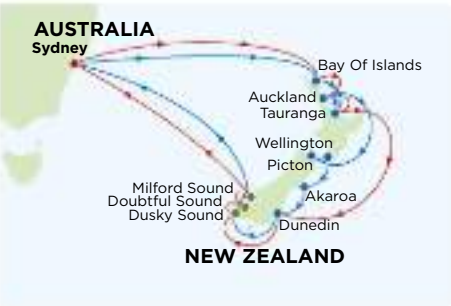 AUSTRALIA
Sydney
Bay Of Islands
Auckland
Tauranga
Wellington
Picton
Milford Sound
Doubtful Sound
Akaroa
Dusky Sound
Dunedin
NEW ZEALAND